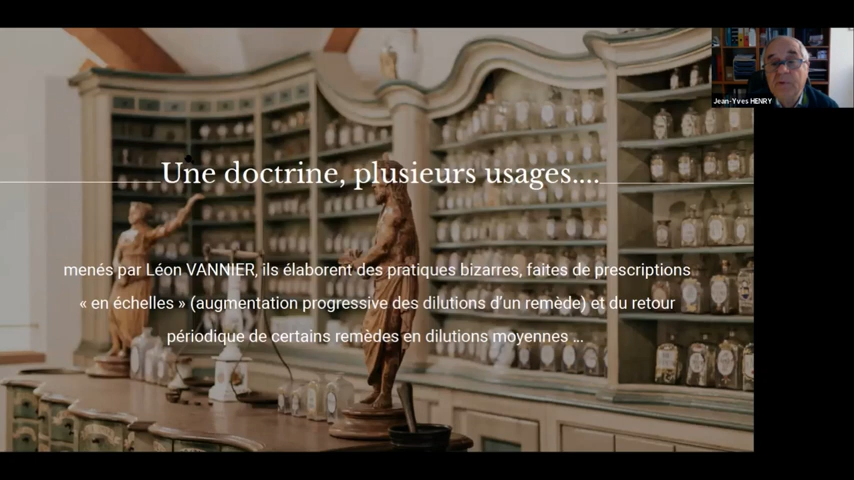 Jean-Yves HENRY
Une doctrine, plusieurs usages....
menés par Léon VANNIER, ils élaborent des pratiques bizarres, faites de prescriptions
« en échelles » (augmentation progressive des dilutions d'un remède) et du retour
périodique de certains remèdes en dilutions moyennes ...